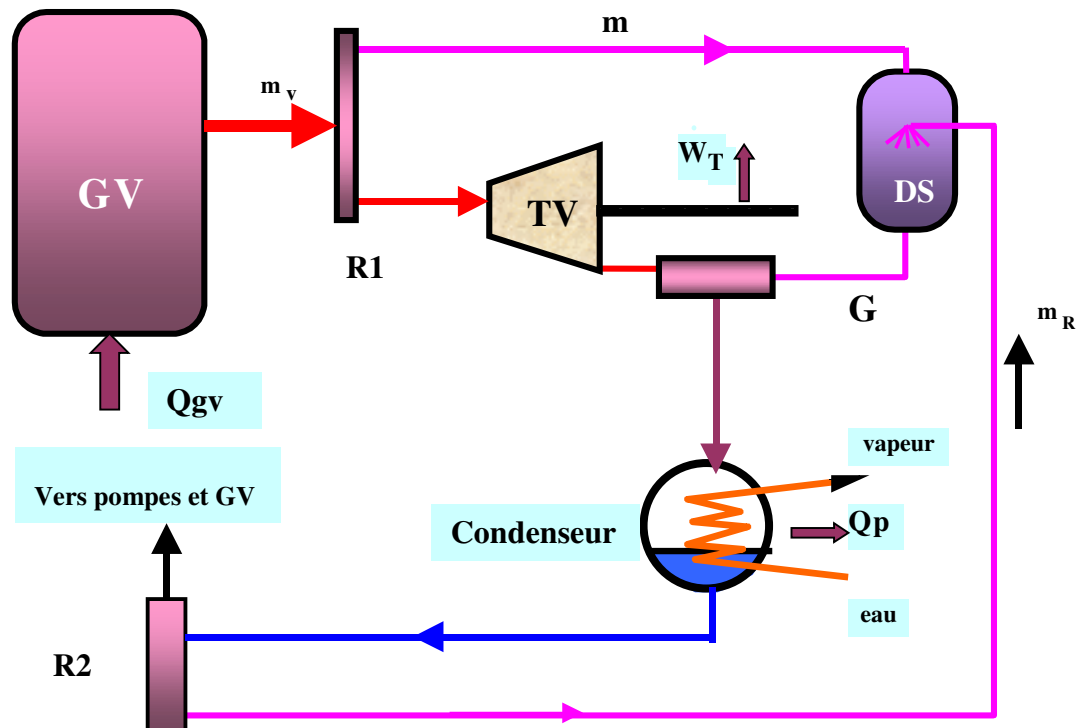 m
m v
W T
GV
DS
TV
R1
G
m R
Qgv
vapeur
Vers pompes et GV
Condenseur
Qp
eau
R2